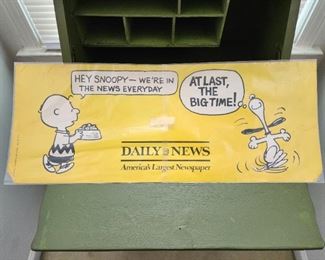 HEY SNOOPY— WE'RE IN
THE NEWS EVERYDAY
AT LAST,
THE
BIG TIME!
DAILY NEWS
America's Largest Newspaper